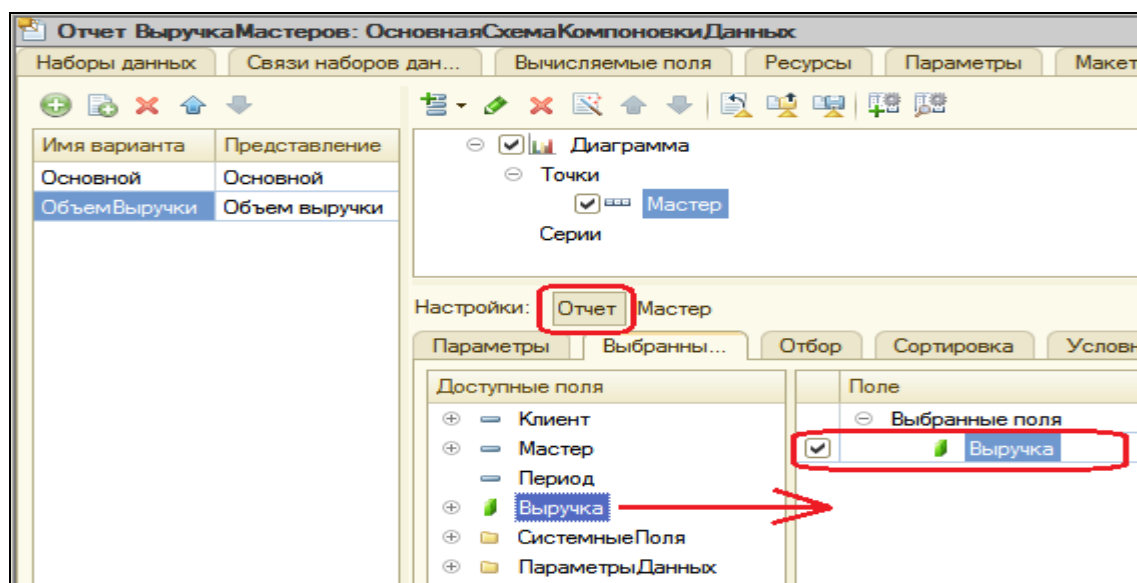 Отчет ВыручкаМастеров: ОсновнаяСхемаКомпоновкиДанных
Наборы данных Связи наборов дан... Вычисляемые поля Ресурсы Параметры Макет
Имя варианта Представление
Основной Основной
ОбъемВыручки Объем выручки
Диаграмма
Точки
Мастер
Серии
Настройки: Отчет Мастер
Параметры Выбранны... Отбор Сортировка Условн
Доступные поля
Клиент
Мастер
Период
Выручка
СистемныеПоля
ПараметрыДанных
Поле
Выбранные поля
Выручка